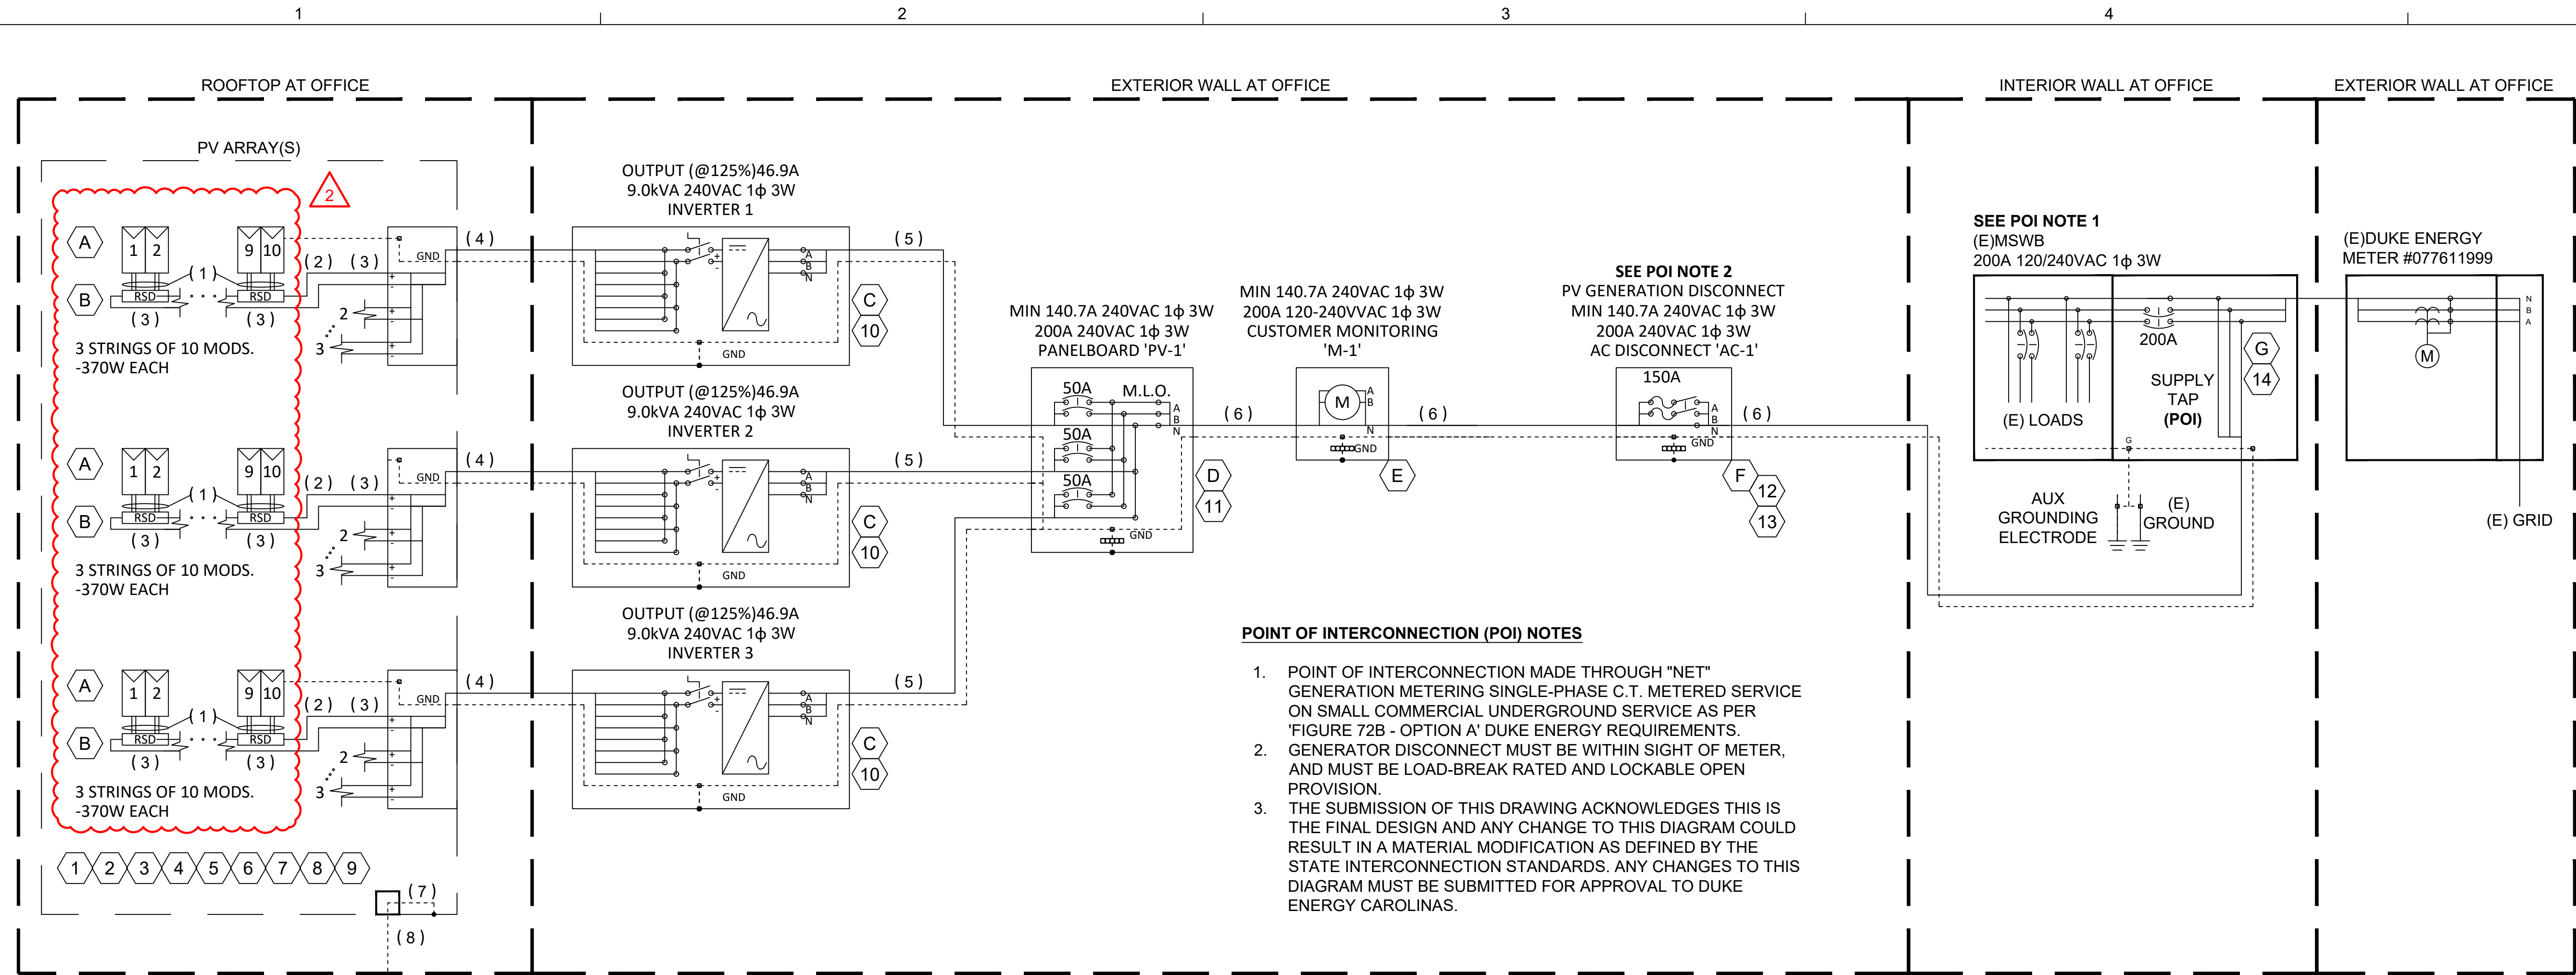 1
2
3
4
ROOFTOP AT OFFICE
EXTERIOR WALL AT OFFICE
INTERIOR WALL AT OFFICE
EXTERIOR WALL AT OFFICE
PV ARRAY(S)
2
A
1 2
9 10
( 1 )
( 2 )
( 3 )
B
RSD
RSD
( 3 )
( 3 )
3 STRINGS OF 10 MODS.
-370W EACH
GND
+
-
2
+
-
3
+
-
( 4 )
A
1 2
9 10
( 1 )
( 2 )
( 3 )
B
RSD
RSD
( 3 )
( 3 )
3 STRINGS OF 10 MODS.
-370W EACH
GND
+
-
2
+
-
3
+
-
( 4 )
A
1 2
9 10
( 1 )
( 2 )
( 3 )
B
RSD
RSD
( 3 )
( 3 )
3 STRINGS OF 10 MODS.
-370W EACH
GND
+
-
2
+
-
3
+
-
( 4 )
1 2 3 4 5 6 7 8 9
( 7 )
( 8 )
OUTPUT (@125%)46.9A
9.0kVA 240VAC 1ϕ 3W
INVERTER 1
+
-
A
B
N
GND
( 5 )
C
10
OUTPUT (@125%)46.9A
9.0kVA 240VAC 1ϕ 3W
INVERTER 2
+
-
A
B
N
GND
( 5 )
C
10
OUTPUT (@125%)46.9A
9.0kVA 240VAC 1ϕ 3W
INVERTER 3
+
-
A
B
N
GND
( 5 )
C
10
MIN 140.7A 240VAC 1ϕ 3W
200A 240VAC 1ϕ 3W
PANELBOARD 'PV-1'
50A
M.L.O.
A
B
N
50A
50A
GND
D
11
( 6 )
MIN 140.7A 240VAC 1ϕ 3W
200A 120-240VVAC 1ϕ 3W
CUSTOMER MONITORING
'M-1'
M
A
B
N
GND
E
( 6 )
SEE POI NOTE 2
PV GENERATION DISCONNECT
MIN 140.7A 240VAC 1ϕ 3W
200A 240VAC 1ϕ 3W
AC DISCONNECT 'AC-1'
150A
A
B
N
GND
F
12
13
( 6 )
SEE POI NOTE 1
(E)MSWB
200A 120/240VAC 1ϕ 3W
200A
(E) LOADS
SUPPLY
TAP
(POI)
G
14
G
AUX
GROUNDING
ELECTRODE
(E)
GROUND
(E)DUKE ENERGY
METER #077611999
N
B
A
M
(E) GRID
POINT OF INTERCONNECTION (POI) NOTES
1. POINT OF INTERCONNECTION MADE THROUGH "NET"
GENERATION METERING SINGLE-PHASE C.T. METERED SERVICE
ON SMALL COMMERCIAL UNDERGROUND SERVICE AS PER
'FIGURE 72B - OPTION A' DUKE ENERGY REQUIREMENTS.
2. GENERATOR DISCONNECT MUST BE WITHIN SIGHT OF METER,
AND MUST BE LOAD-BREAK RATED AND LOCKABLE OPEN
PROVISION.
3. THE SUBMISSION OF THIS DRAWING ACKNOWLEDGES THIS IS
THE FINAL DESIGN AND ANY CHANGE TO THIS DIAGRAM COULD
RESULT IN A MATERIAL MODIFICATION AS DEFINED BY THE
STATE INTERCONNECTION STANDARDS. ANY CHANGES TO THIS
DIAGRAM MUST BE SUBMITTED FOR APPROVAL TO DUKE
ENERGY CAROLINAS.